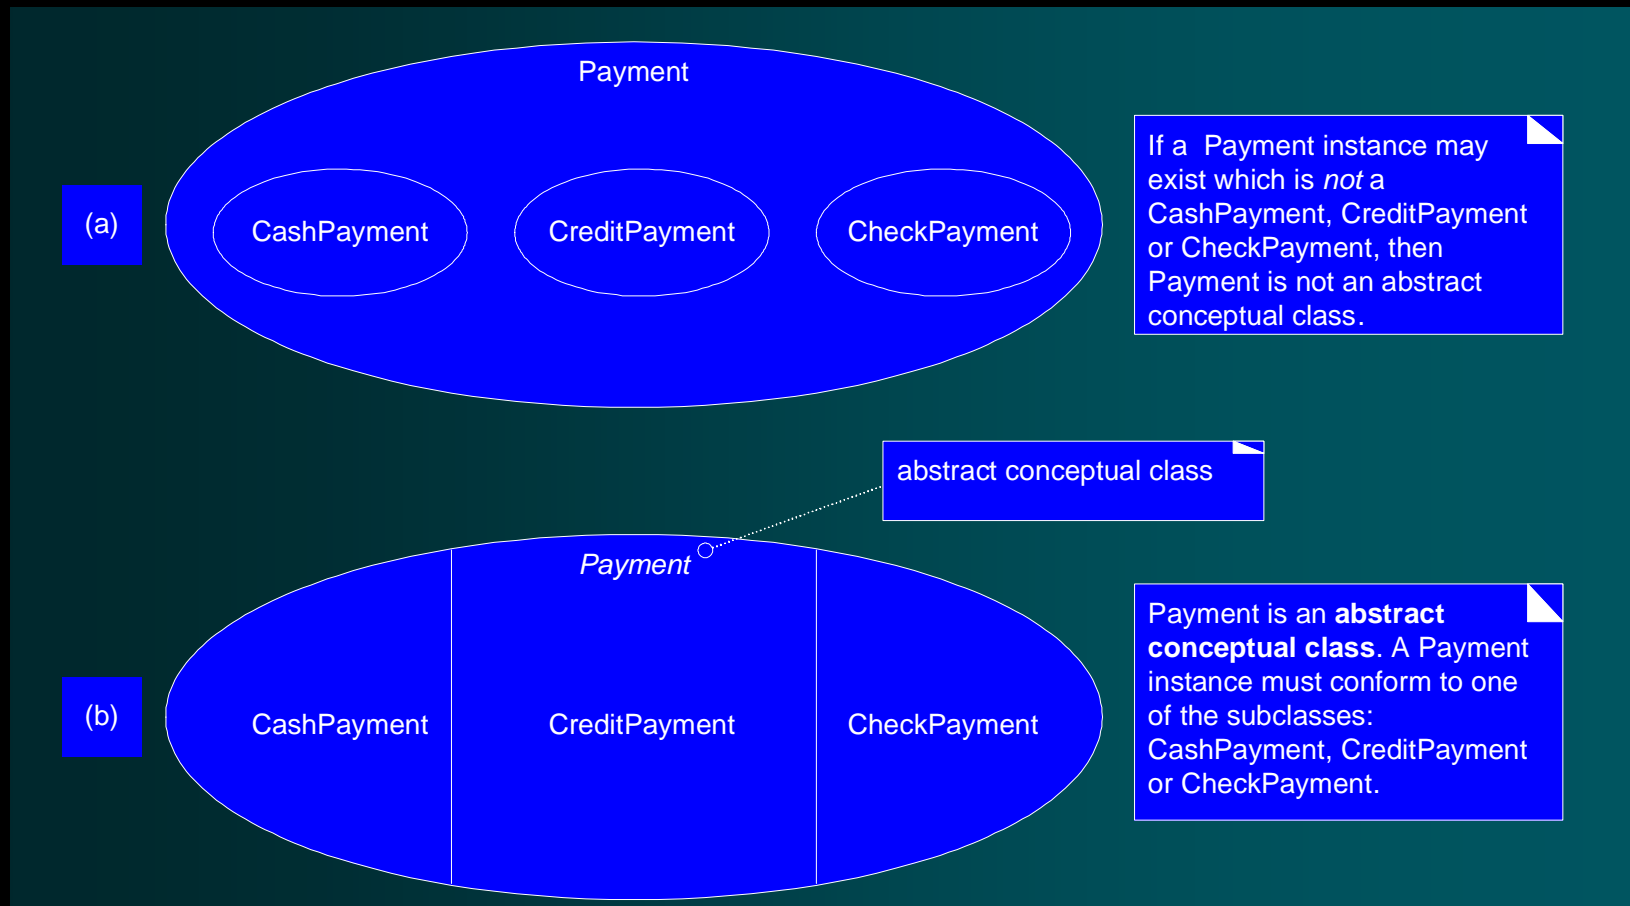 Payment
(a)
CashPayment
CreditPayment
CheckPayment
If a Payment instance may
exist which is not a
CashPayment, CreditPayment
or CheckPayment, then
Payment is not an abstract
conceptual class.
abstract conceptual class
Payment
(b)
CashPayment
CreditPayment
CheckPayment
Payment is an abstract
conceptual class. A Payment
instance must conform to one
of the subclasses:
CashPayment, CreditPayment
or CheckPayment.